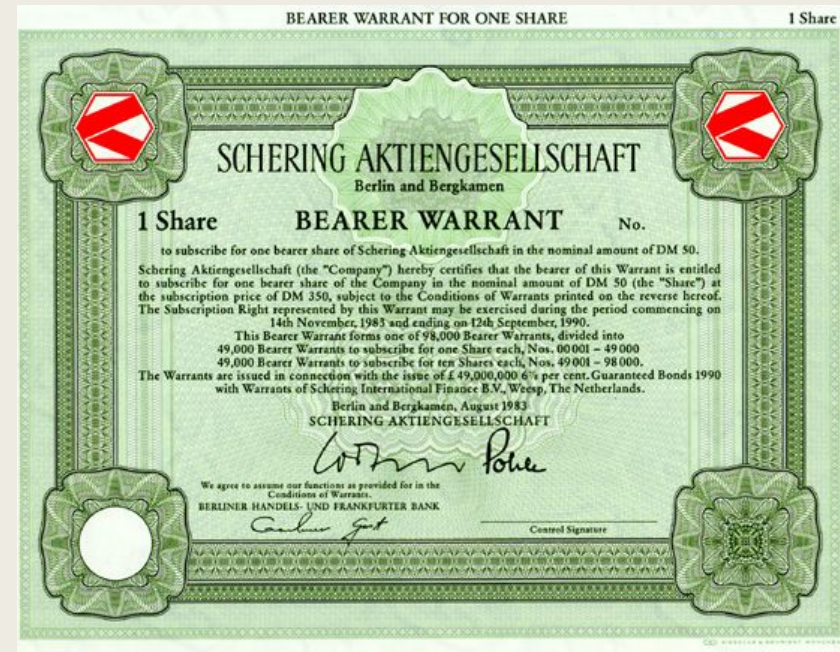 BEARER WARRANT FOR ONE SHARE 1 Share
SCHERING AKTIENGESELLSCHAFT
Berlin and Bergkamen
1 Share BEARER WARRANT No.
to subscribe for one bearer share of Schering Aktiengesellschaft in the nominal amount of DM 50.
Schering Aktiengesellschaft (the "Company") hereby certifies that the bearer of this Warrant is entitled
to subscribe for one bearer share of the Company in the nominal amount of DM 50 (the "Share") at
the subscription price of DM 350, subject to the Conditions of Warrants printed on the reverse hereof.
The Subscription Right represented by this Warrant may be exercised during the period commencing on
14th November, 1983 and ending on 12th September, 1990.
This Bearer Warrant forms one of 98,000 Bearer Warrants, divided into
49,000 Bearer Warrants to subscribe for one Share each, Nos. 00 001 – 49 000
49,000 Bearer Warrants to subscribe for ten Shares each, Nos. 49 001 – 98 000.
The Warrants are issued in connection with the issue of £ 49,000,000 6¾ per cent. Guaranteed Bonds 1990
with Warrants of Schering International Finance B.V., Weesp, The Netherlands.
Berlin and Bergkamen, August 1983
SCHERING AKTIENGESELLSCHAFT
We agree to assume our functions as provided for in the
Conditions of Warrants.
BERLINER HANDELS- UND FRANKFURTER BANK
Control Signature